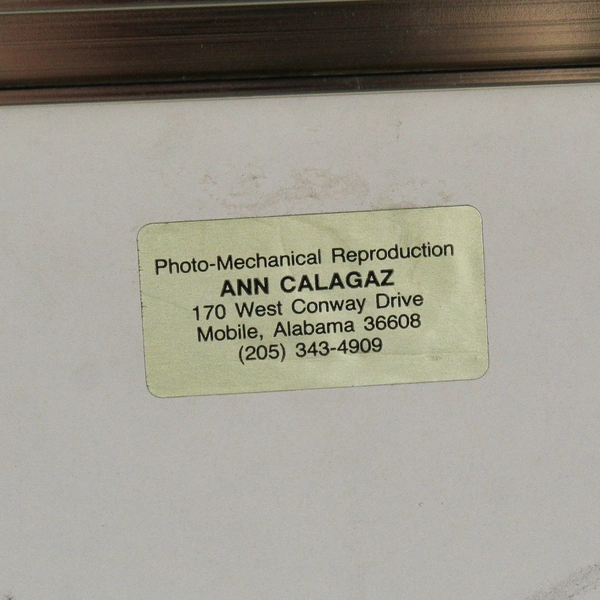 Photo-Mechanical Reproduction
ANN CALAGAZ
170 West Conway Drive
Mobile, Alabama 36608
(205) 343-4909